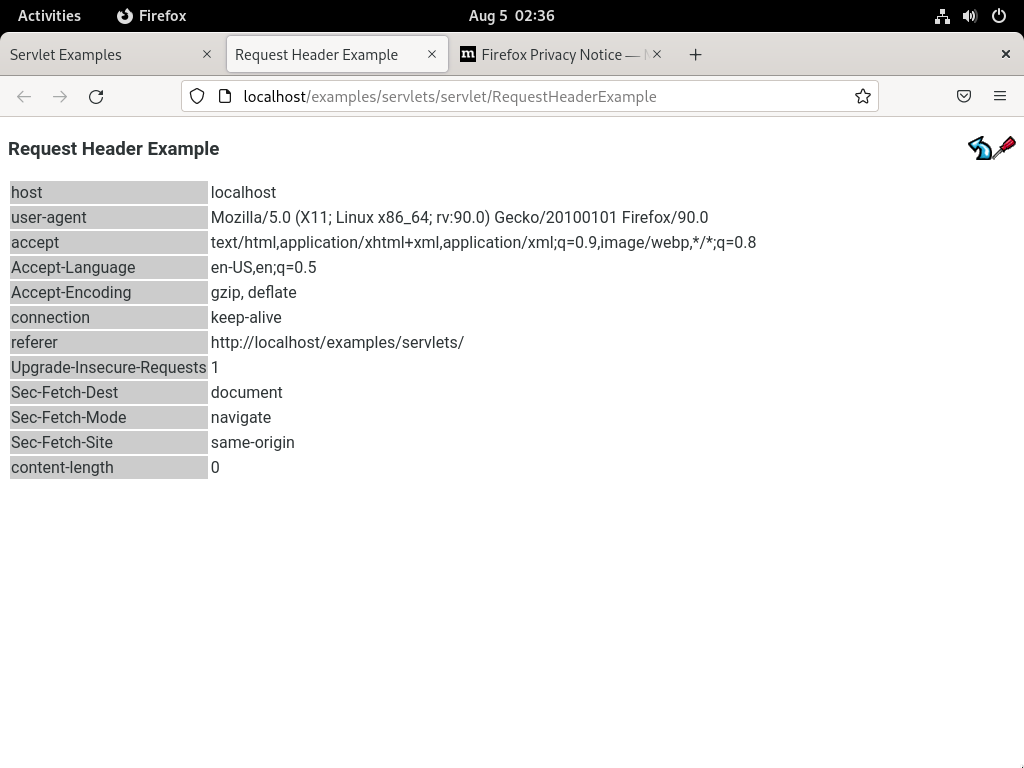 Activities Firefox Aug 5 02:36
Servlet Examples Request Header Example m Firefox Privacy Notice —
localhost/examples/servlets/servlet/RequestHeaderExample
Request Header Example
host localhost
user-agent Mozilla/5.0 (X11; Linux x86_64; rv:90.0) Gecko/20100101 Firefox/90.0
accept text/html,application/xhtml+xml,application/xml;q=0.9,image/webp,*/*;q=0.8
Accept-Language en-US,en;q=0.5
Accept-Encoding gzip, deflate
connection keep-alive
referer http://localhost/examples/servlets/
Upgrade-Insecure-Requests 1
Sec-Fetch-Dest document
Sec-Fetch-Mode navigate
Sec-Fetch-Site same-origin
content-length 0